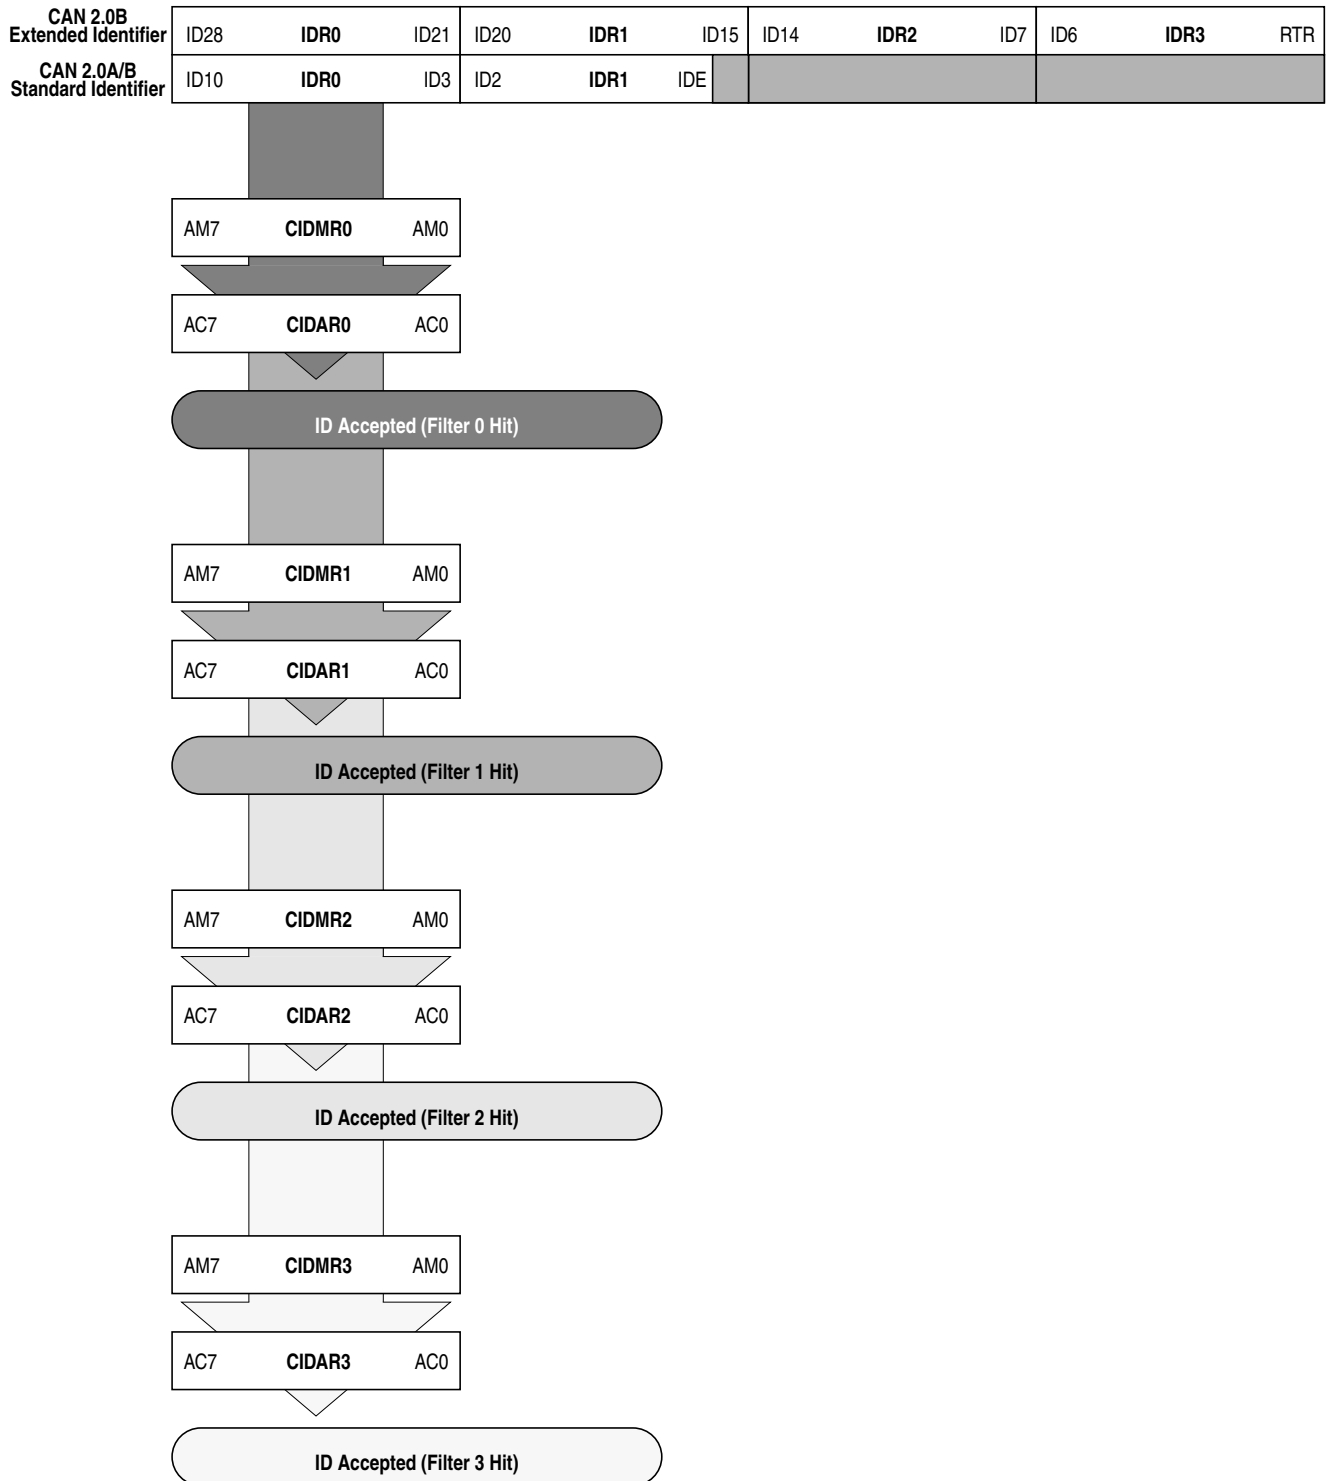 CAN 2.0B
Extended Identifier
ID28 IDR0 ID21 ID20 IDR1 ID15 ID14 IDR2 ID7 ID6 IDR3 RTR
CAN 2.0A/B
Standard Identifier
ID10 IDR0 ID3 ID2 IDR1 IDE
AM7 CIDMR0 AM0
AC7 CIDAR0 AC0
ID Accepted (Filter 0 Hit)
AM7 CIDMR1 AM0
AC7 CIDAR1 AC0
ID Accepted (Filter 1 Hit)
AM7 CIDMR2 AM0
AC7 CIDAR2 AC0
ID Accepted (Filter 2 Hit)
AM7 CIDMR3 AM0
AC7 CIDAR3 AC0
ID Accepted (Filter 3 Hit)